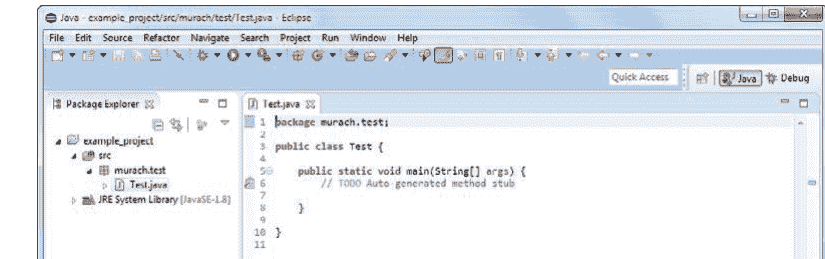 Java - example_project/src/murach/test/Test.java - Eclipse
File Edit Source Refactor Navigate Search Project Run Window Help
Quick Access
Java
Debug
Package Explorer
example_project
src
murach.test
Test.java
JRE System Library [JavaSE-1.8]
Test.java
1 package murach.test;
2
3 public class Test {
4
5 public static void main(String[] args) {
6 // TODO Auto-generated method stub
7
8 }
9
10 }
11